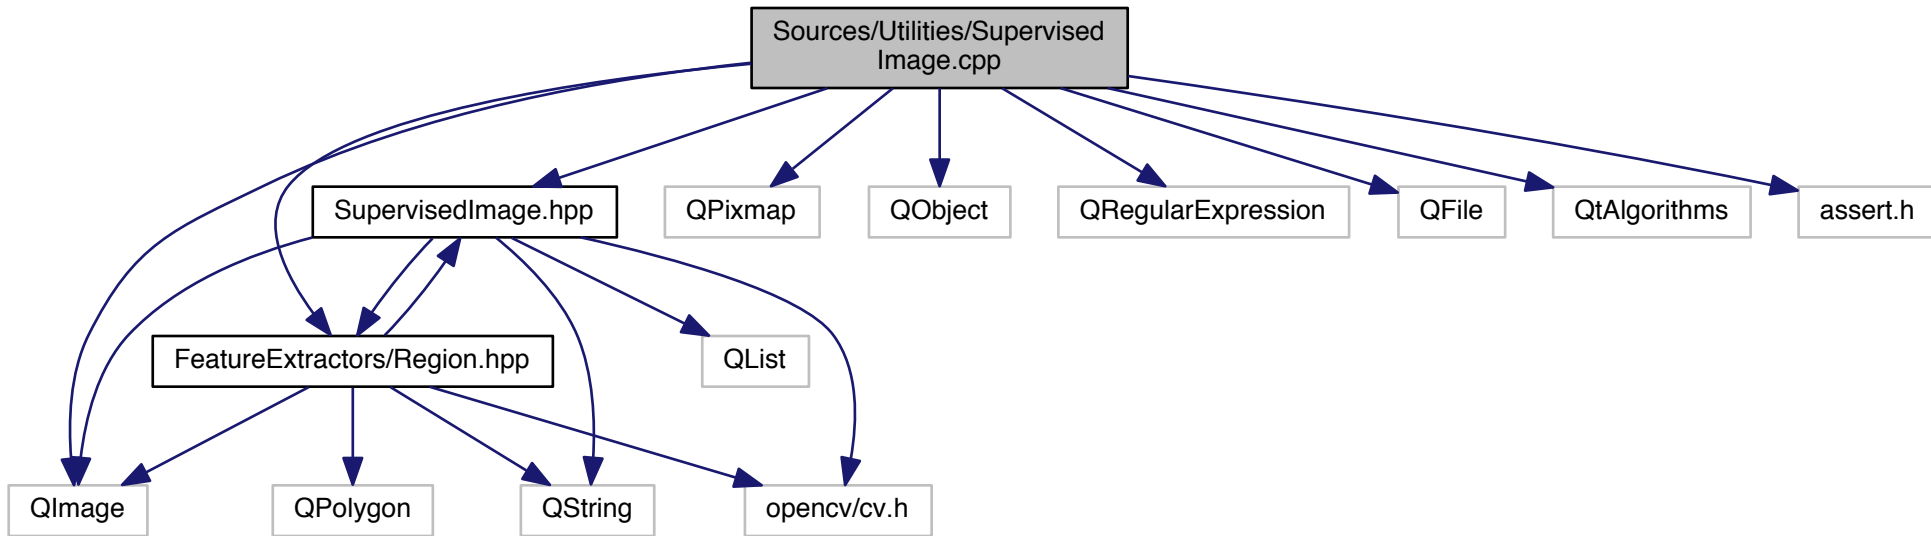 Sources/Utilities/Supervised
Image.cpp
SupervisedImage.hpp
QPixmap
QObject
QRegularExpression
QFile
QtAlgorithms
assert.h
FeatureExtractors/Region.hpp
QList
QImage
QPolygon
QString
opencv/cv.h